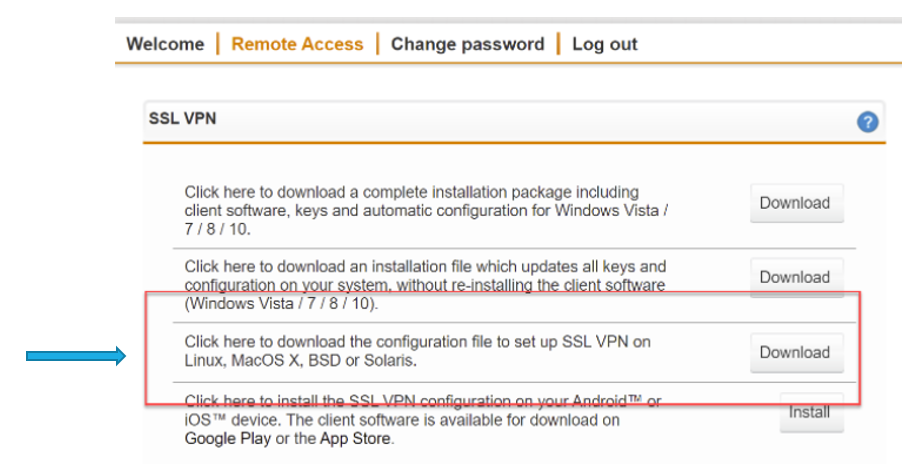 Welcome | Remote Access | Change password | Log out
SSL VPN ?
Click here to download a complete installation package including
client software, keys and automatic configuration for Windows Vista /
7 / 8 / 10.
Download
Click here to download an installation file which updates all keys and
configuration on your system, without re-installing the client software
(Windows Vista / 7 / 8 / 10).
Download
Click here to download the configuration file to set up SSL VPN on
Linux, MacOS X, BSD or Solaris.
Download
Click here to install the SSL VPN configuration on your Android™ or
iOS™ device. The client software is available for download on
Google Play or the App Store.
Install